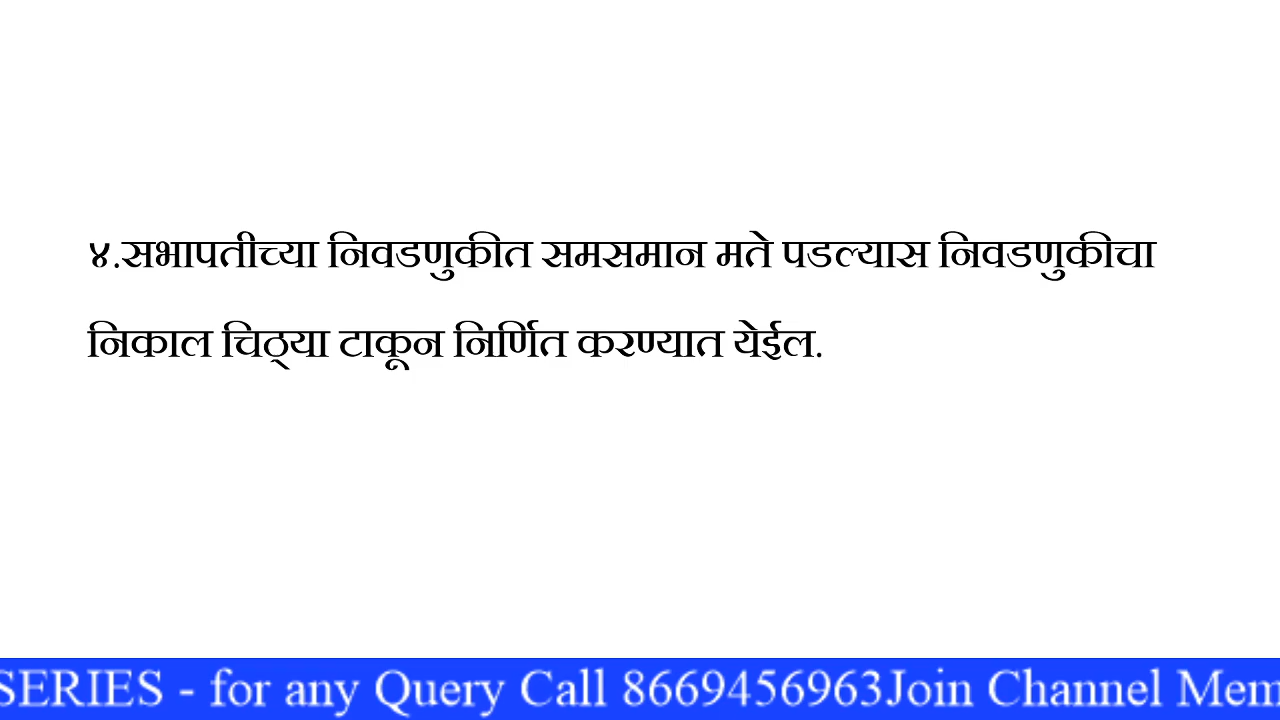 ४.सभापतीच्या निवडणुकीत समसमान मते पडल्यास निवडणुकीचा
निकाल चिठ्या टाकून निर्णित करण्यात येईल.
SERIES - for any Query Call 8669456963Join Channel Mem